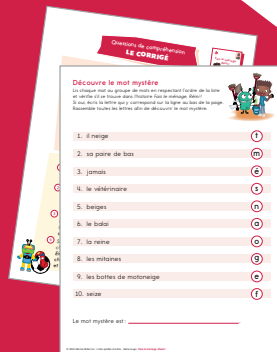 Questions de compréhension
LE CORRIGÉ
Découvre le mot mystère
Lis chaque mot ou groupe de mots en respectant l'ordre de la liste
et vérifie s'il se trouve dans l'histoire Fais le ménage, Rémi!
Si oui, écris la lettre qui y correspond sur la ligne au bas de la page.
Rassemble toutes les lettres afin de découvrir le mot mystère.
1. il neige t
2. sa paire de bas m
3. jamais é
4. le vétérinaire s
5. beiges n
6. le balai a
7. la reine o
8. les mitaines g
9. les bottes de motoneige e
10. seize f
Le mot mystère est :